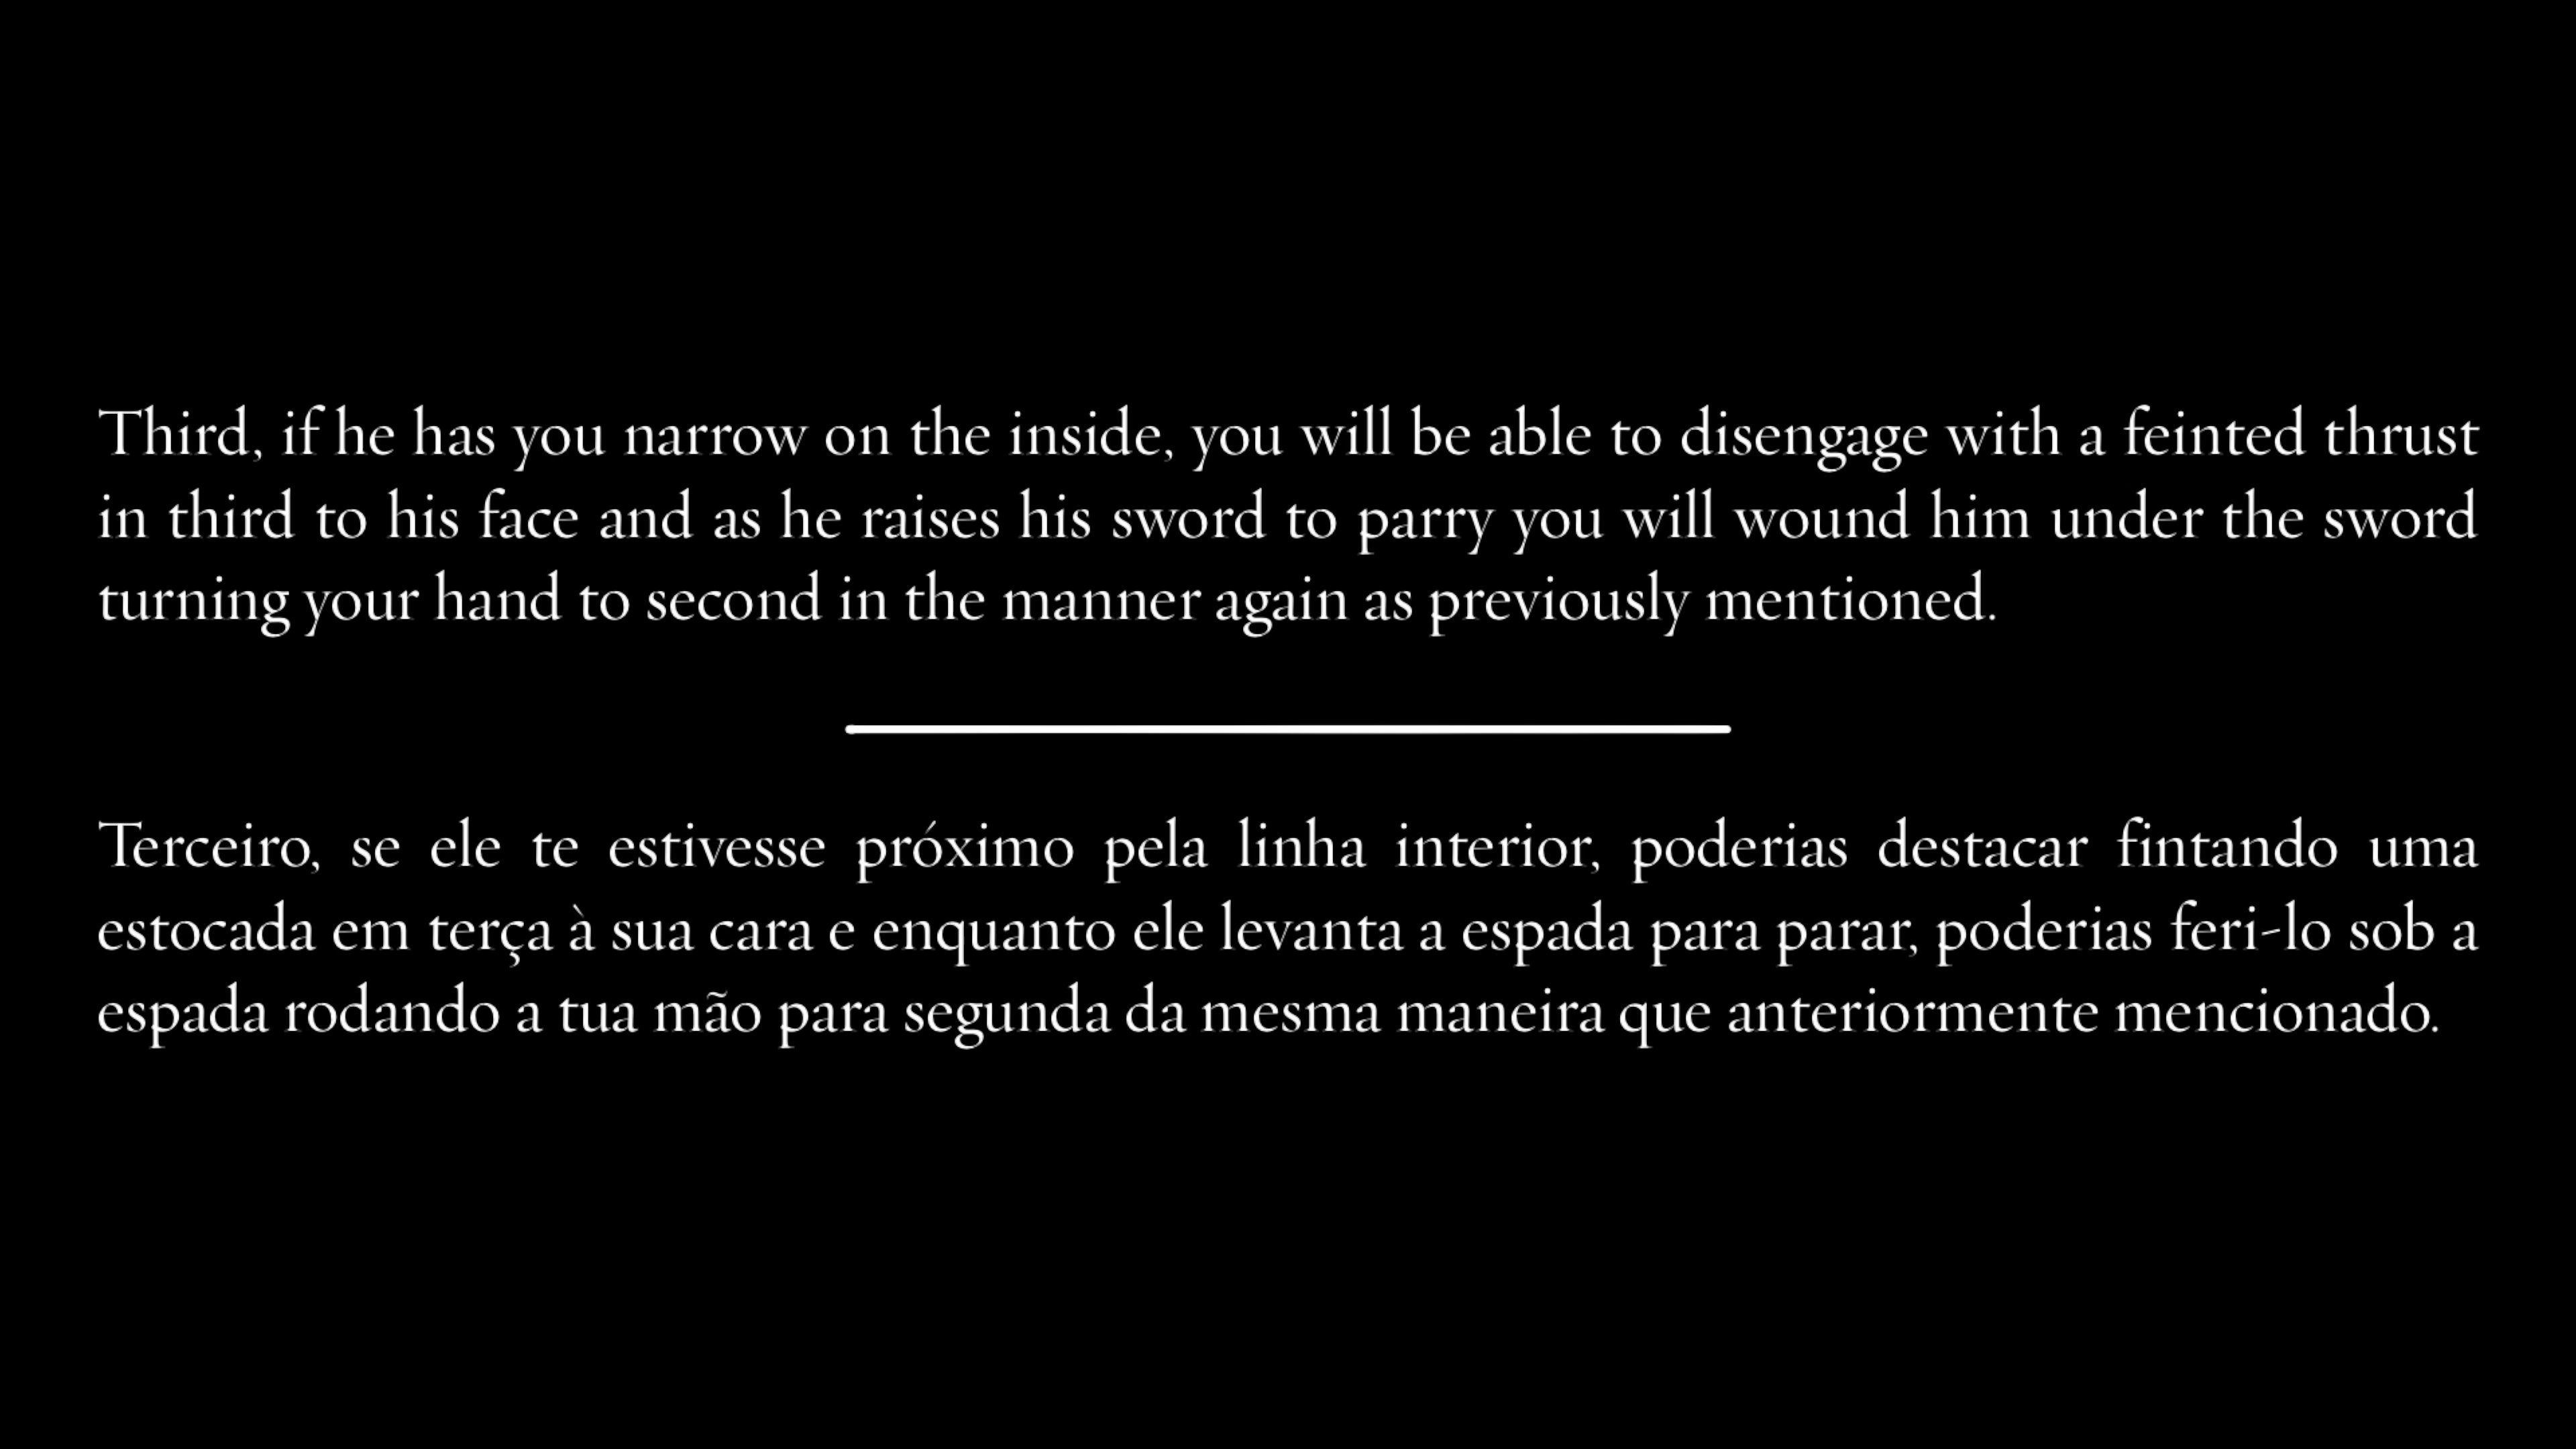 Third, if he has you narrow on the inside, you will be able to disengage with a feinted thrust
in third to his face and as he raises his sword to parry you will wound him under the sword
turning your hand to second in the manner again as previously mentioned.
Terceiro, se ele te estivesse próximo pela linha interior, poderias destacar fintando uma
estocada em terça à sua cara e enquanto ele levanta a espada para parar, poderias feri-lo sob a
espada rodando a tua mão para segunda da mesma maneira que anteriormente mencionado.